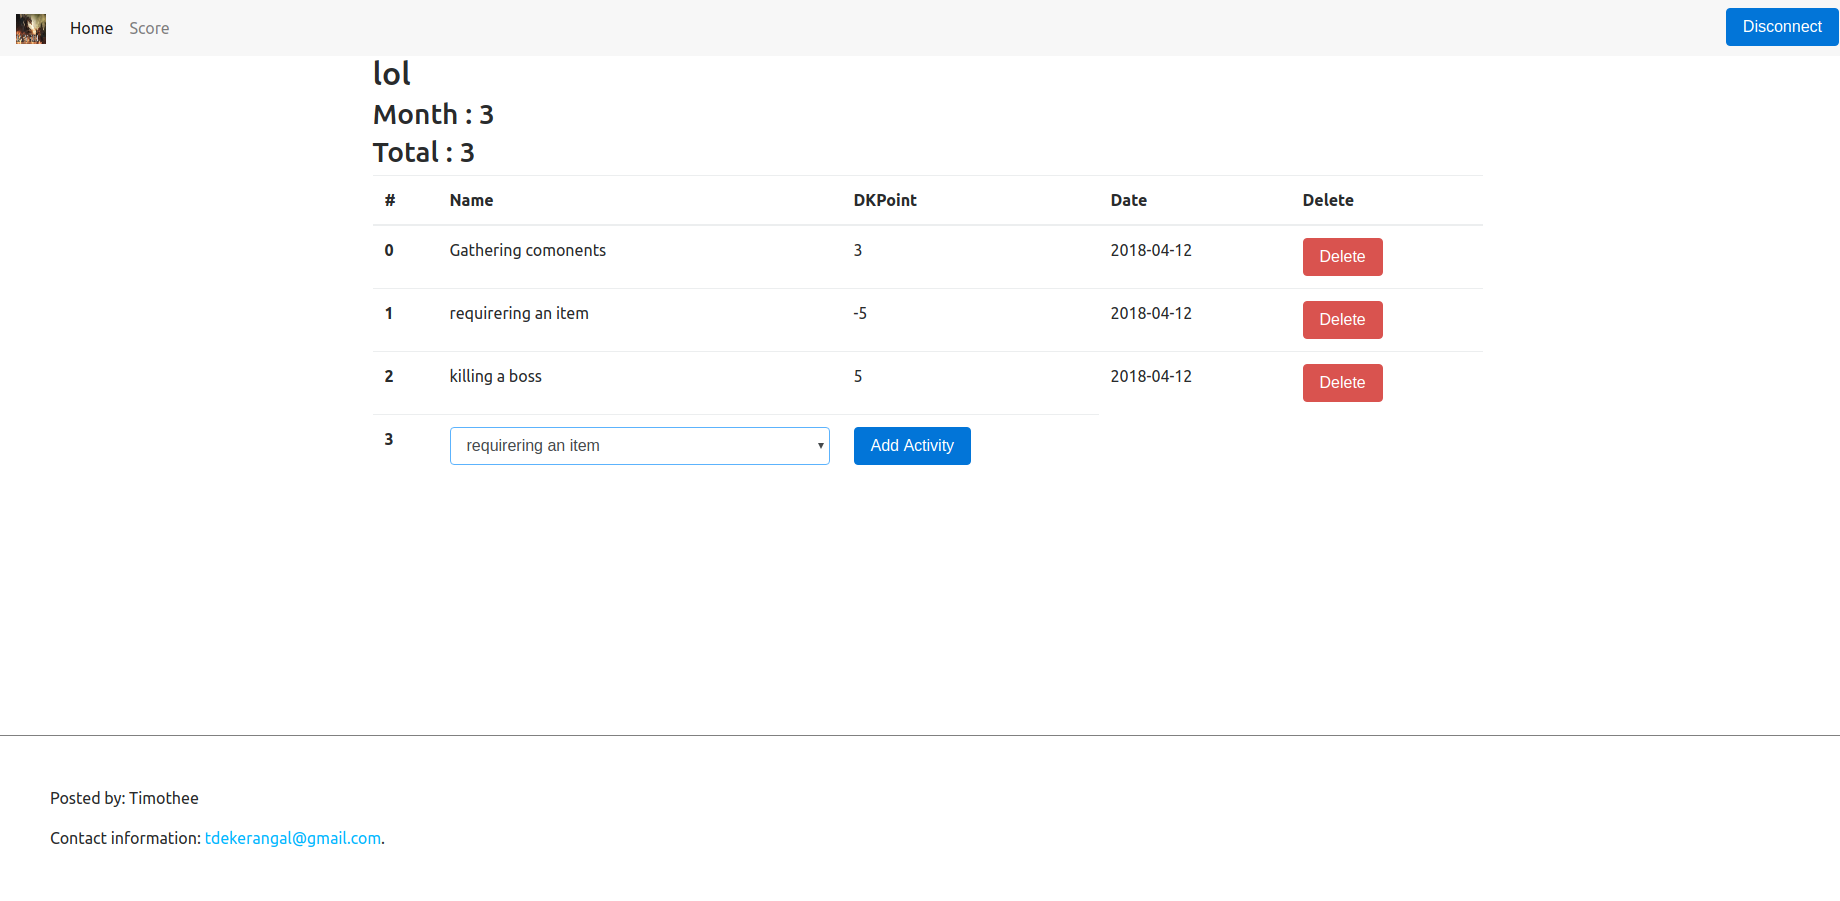 Home Score Disconnect
lol
Month : 3
Total : 3
# Name DKPoint Date Delete
0 Gathering comonents 3 2018-04-12 Delete
1 requirering an item -5 2018-04-12 Delete
2 killing a boss 5 2018-04-12 Delete
3 requirering an item Add Activity
Posted by: Timothee
Contact information: tdekerangal@gmail.com.